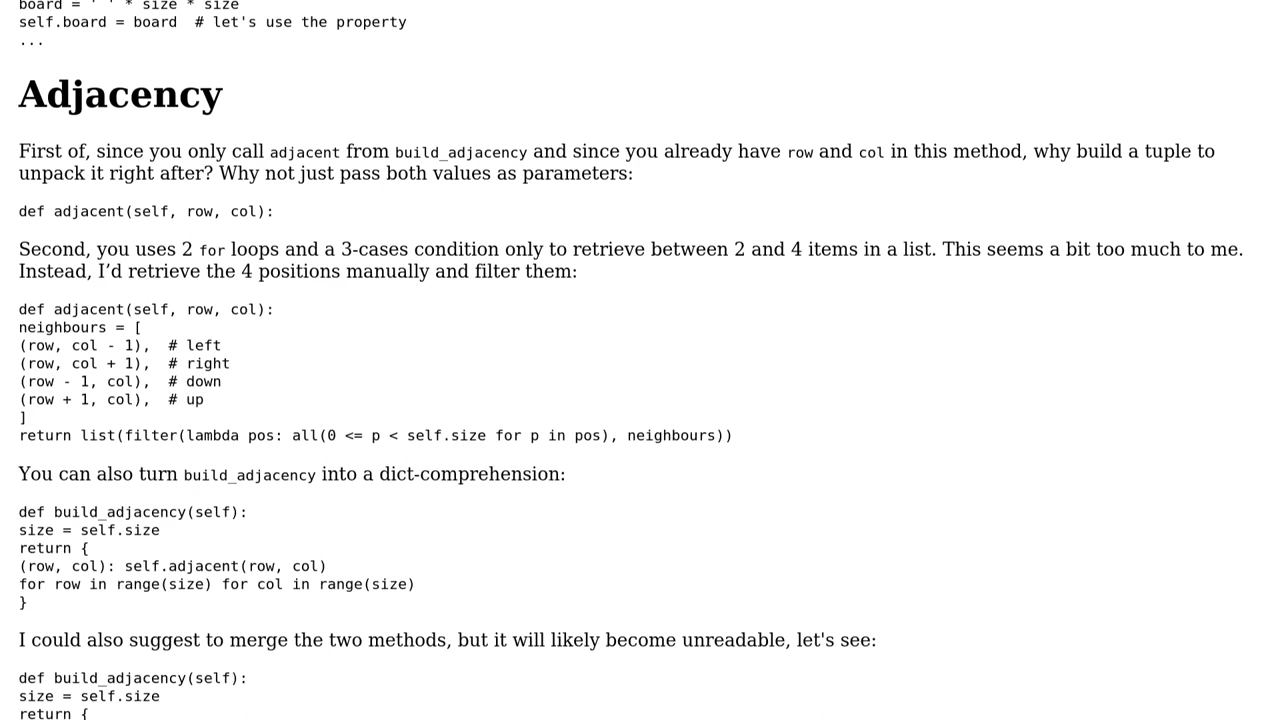 board = ' ' * size * size
self.board = board  # let's use the property
...
Adjacency
First of, since you only call adjacent from build_adjacency and since you already have row and col in this method, why build a tuple to
unpack it right after? Why not just pass both values as parameters:
def adjacent(self, row, col):
Second, you uses 2 for loops and a 3-cases condition only to retrieve between 2 and 4 items in a list. This seems a bit too much to me.
Instead, I’d retrieve the 4 positions manually and filter them:
def adjacent(self, row, col):
neighbours = [
(row, col - 1),  # left
(row, col + 1),  # right
(row - 1, col),  # down
(row + 1, col),  # up
]
return list(filter(lambda pos: all(0 <= p < self.size for p in pos), neighbours))
You can also turn build_adjacency into a dict-comprehension:
def build_adjacency(self):
size = self.size
return {
(row, col): self.adjacent(row, col)
for row in range(size) for col in range(size)
}
I could also suggest to merge the two methods, but it will likely become unreadable, let's see:
def build_adjacency(self):
size = self.size
return {